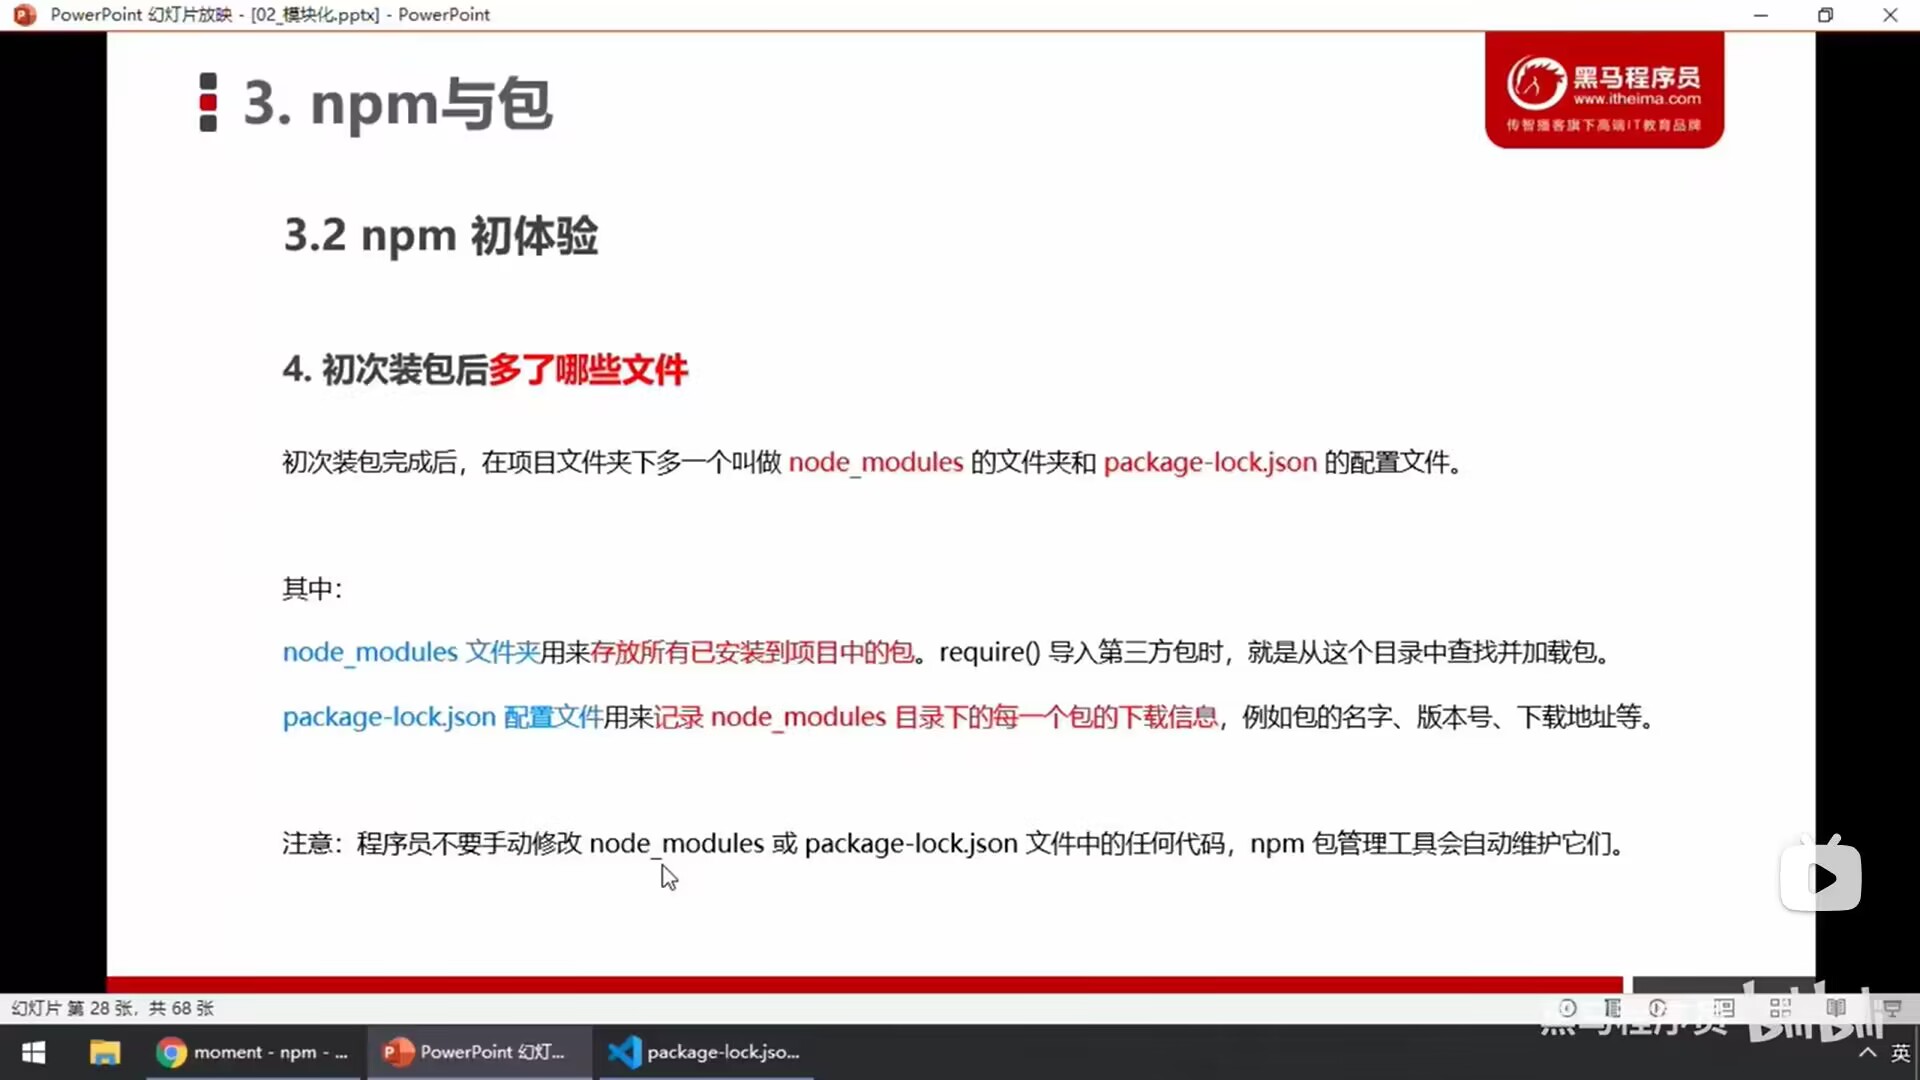 PowerPoint 幻灯片放映 - [02_模块化.pptx] - PowerPoint
3. npm与包
黑马程序员
www.itheima.com
传智播客旗下高端IT教育品牌
3.2 npm 初体验
4. 初次装包后多了哪些文件
初次装包完成后，在项目文件夹下多一个叫做 node_modules 的文件夹和 package-lock.json 的配置文件。
其中：
node_modules 文件夹用来存放所有已安装到项目中的包。require() 导入第三方包时，就是从这个目录中查找并加载包。
package-lock.json 配置文件用来记录 node_modules 目录下的每一个包的下载信息，例如包的名字、版本号、下载地址等。
注意：程序员不要手动修改 node_modules 或 package-lock.json 文件中的任何代码，npm 包管理工具会自动维护它们。
幻灯片 第 28 张，共 68 张
黑马程序员 bilibili
moment - npm - ...
PowerPoint 幻灯...
package-lock.jso...
英